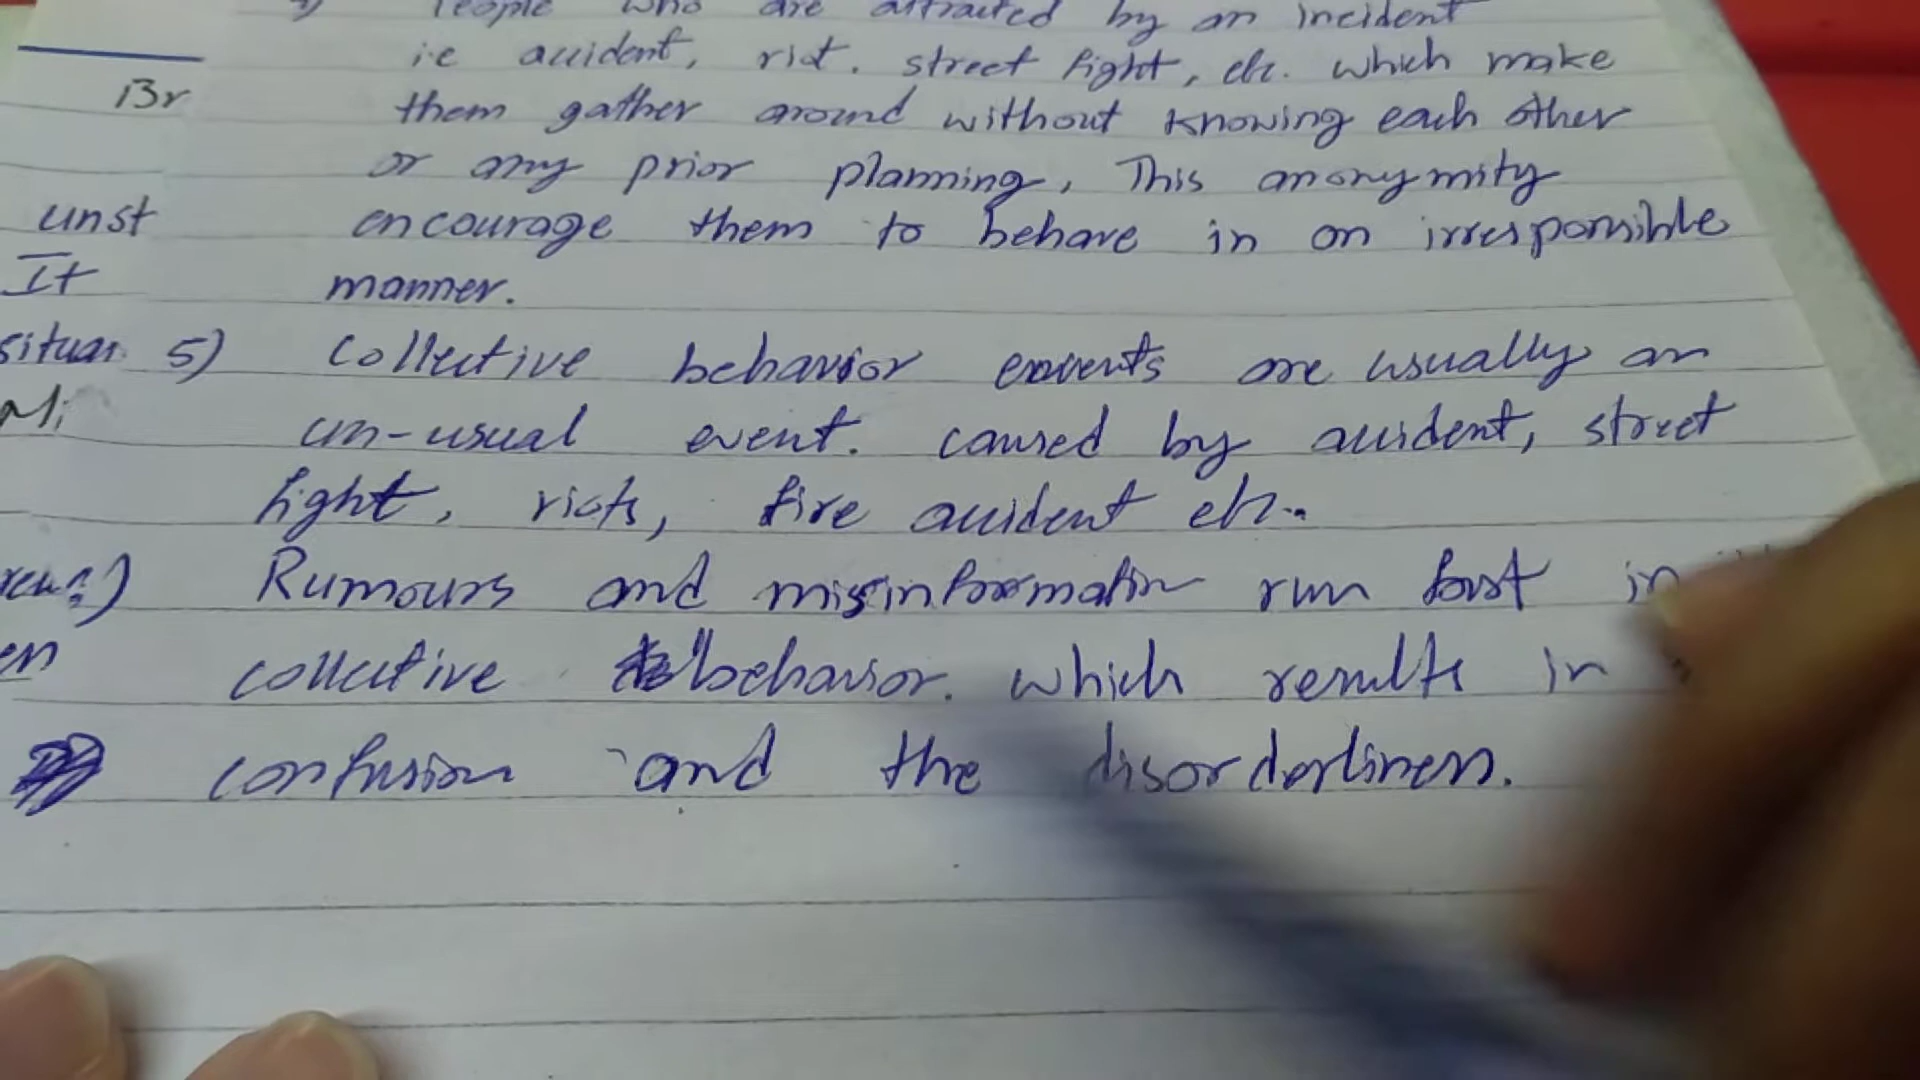 People who are attracted by an incident
i.e accident, riot. street fight, etc. which make
Br
them gather around without knowing each other
or any prior planning, This anonymity
unst
encourage them to behave in an irresponsible
It
manner.
situa
5) Collective behavior events are usually an
un-usual event. caused by accident, street
fight, riots, fire accident etc..
Rumours and misinformation run fast in
en
collective behavior. which results in
confusion and the disorderliness.